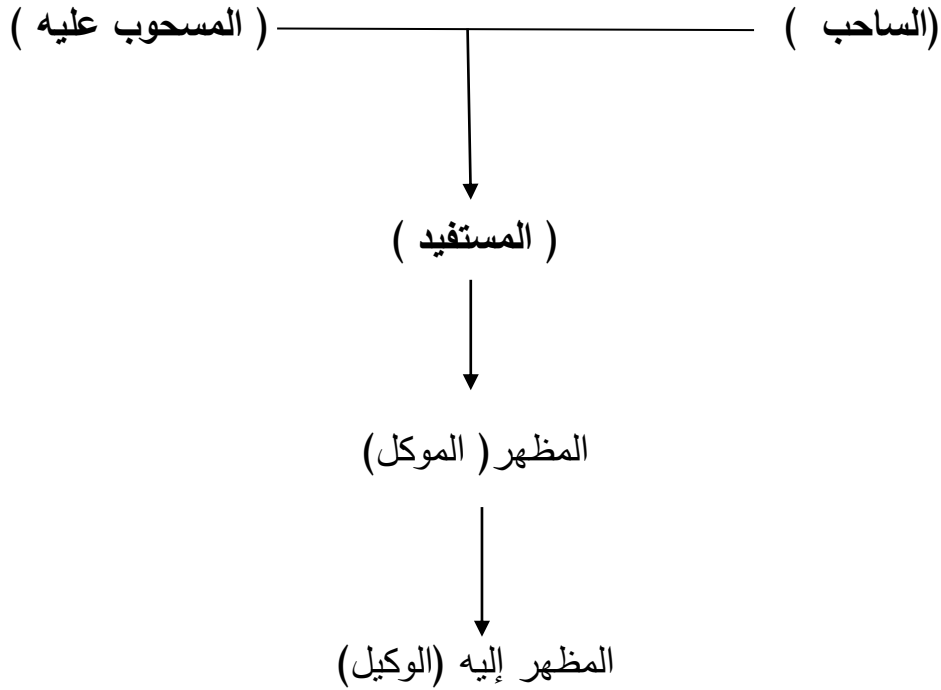 (الساحب ) ( المسحوب عليه )
( المستفيد )
المظهر( الموكل)
المظهر إليه (الوكيل)